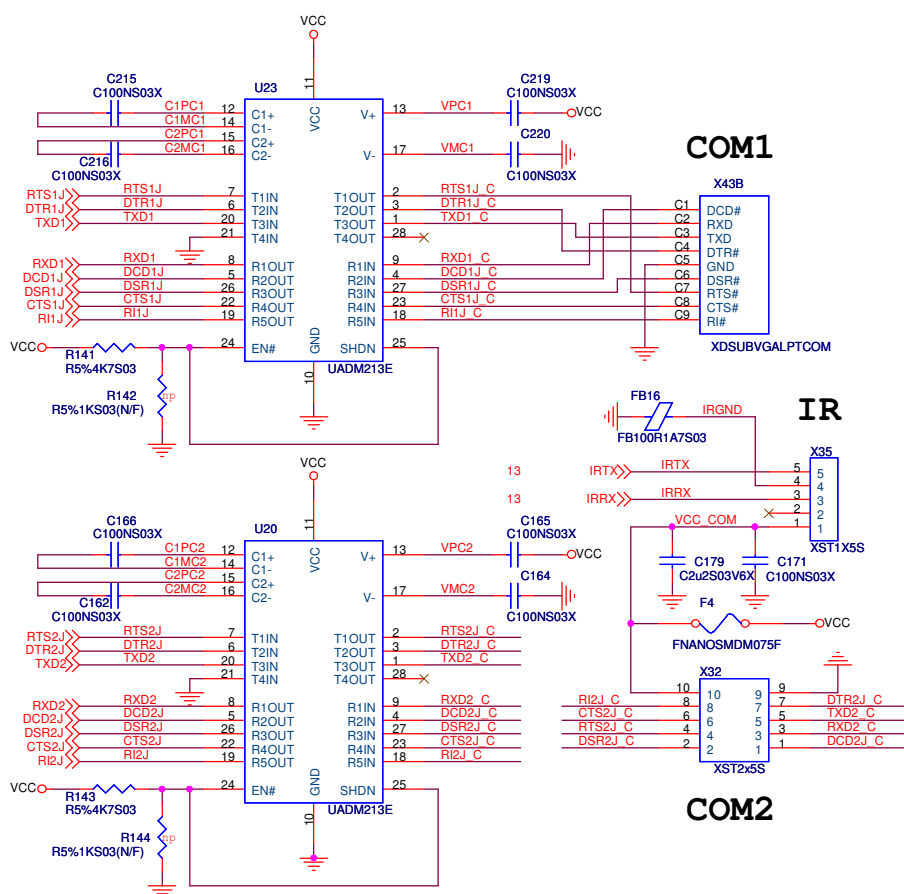 VCC
U23
C215
C100NS03X
C1PC1
C1MC1
C2PC1
C2MC1
C216
C100NS03X
12
14
15
16
11
C1+
C1-
C2+
C2-
VCC
V+
V-
13
17
VPC1
VMC1
C219
C100NS03X
VCC
C220
C100NS03X
COM1
RTS1J
DTR1J
TXD1
RTS1J
DTR1J
TXD1
7
6
20
21
T1IN
T2IN
T3IN
T4IN
T1OUT
T2OUT
T3OUT
T4OUT
2
3
1
28
RTS1J_C
DTR1J_C
TXD1_C
RXD1
DCD1J
DSR1J
CTS1J
RI1J
RXD1
DCD1J
DSR1J
CTS1J
RI1J
8
5
26
22
19
R1OUT
R2OUT
R3OUT
R4OUT
R5OUT
R1IN
R2IN
R3IN
R4IN
R5IN
9
4
27
23
18
RXD1_C
DCD1J_C
DSR1J_C
CTS1J_C
RI1J_C
X43B
C1 DCD#
C2 RXD
C3 TXD
C4 DTR#
C5 GND
C6 DSR#
C7 RTS#
C8 CTS#
C9 RI#
XDSUBVGALPTCOM
VCC
R141
R5%4K7S03
24
EN#
GND
SHDN
25
10
UADM213E
R142
np
R5%1KS03(N/F)
FB16
IRGND
FB100R1A7S03
IR
X35
13
IRTX
IRTX
13
IRRX
IRRX
5 5
4 4
3 3
2 2
1 1
XST1X5S
VCC_COM
C179
C2u2S03V6X
C171
C100NS03X
F4
FNANOSMDM075F
VCC
VCC
U20
C166
C100NS03X
C1PC2
C1MC2
C2PC2
C2MC2
C162
C100NS03X
12
14
15
16
11
C1+
C1-
C2+
C2-
VCC
V+
V-
13
17
VPC2
VMC2
C165
C100NS03X
VCC
C164
C100NS03X
RTS2J
DTR2J
TXD2
RTS2J
DTR2J
TXD2
7
6
20
21
T1IN
T2IN
T3IN
T4IN
T1OUT
T2OUT
T3OUT
T4OUT
2
3
1
28
RTS2J_C
DTR2J_C
TXD2_C
RXD2
DCD2J
DSR2J
CTS2J
RI2J
RXD2
DCD2J
DSR2J
CTS2J
RI2J
8
5
26
22
19
R1OUT
R2OUT
R3OUT
R4OUT
R5OUT
R1IN
R2IN
R3IN
R4IN
R5IN
9
4
27
23
18
RXD2_C
DCD2J_C
DSR2J_C
CTS2J_C
RI2J_C
X32
RI2J_C
CTS2J_C
RTS2J_C
DSR2J_C
10
8
6
4
2
10
8
6
4
2
9
7
5
3
1
9
7
5
3
1
DTR2J_C
TXD2_C
RXD2_C
DCD2J_C
XST2x5S
COM2
VCC
R143
R5%4K7S03
24
EN#
GND
SHDN
25
10
UADM213E
R144
np
R5%1KS03(N/F)